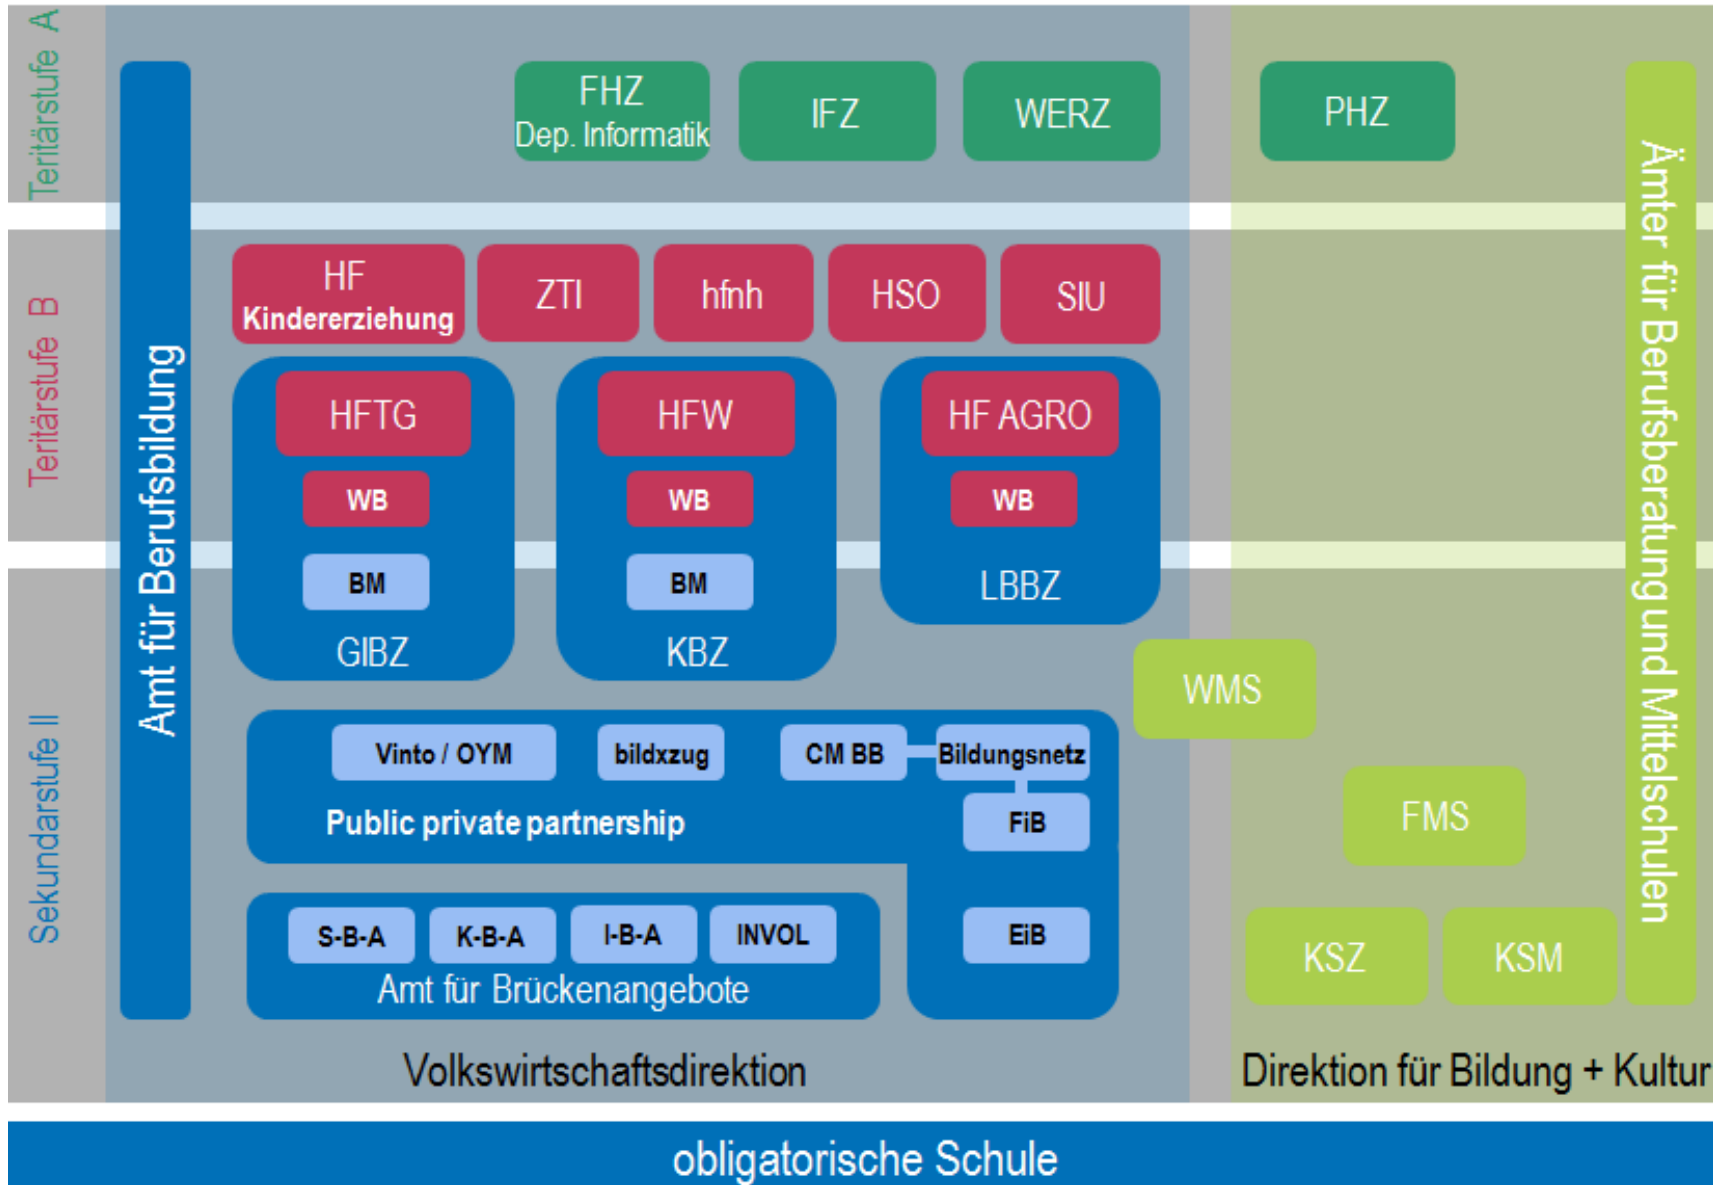 Teritärstufe A
FHZ
Dep. Informatik
IFZ
WERZ
PHZ
Amt für Berufsbildung
Ämter für Berufsberatung und Mittelschulen
Teritärstufe B
HF
Kindererziehung
ZTI
hfnh
HSO
SIU
HFTG
HFW
HF AGRO
WB
WB
WB
BM
BM
LBBZ
GIBZ
KBZ
WMS
Sekundarstufe II
Vinto / OYM
bildxzug
CM BB
Bildungsnetz
Public private partnership
FiB
FMS
S-B-A
K-B-A
I-B-A
INVOL
EiB
KSZ
KSM
Amt für Brückenangebote
Volkswirtschaftsdirektion
Direktion für Bildung + Kultur
obligatorische Schule